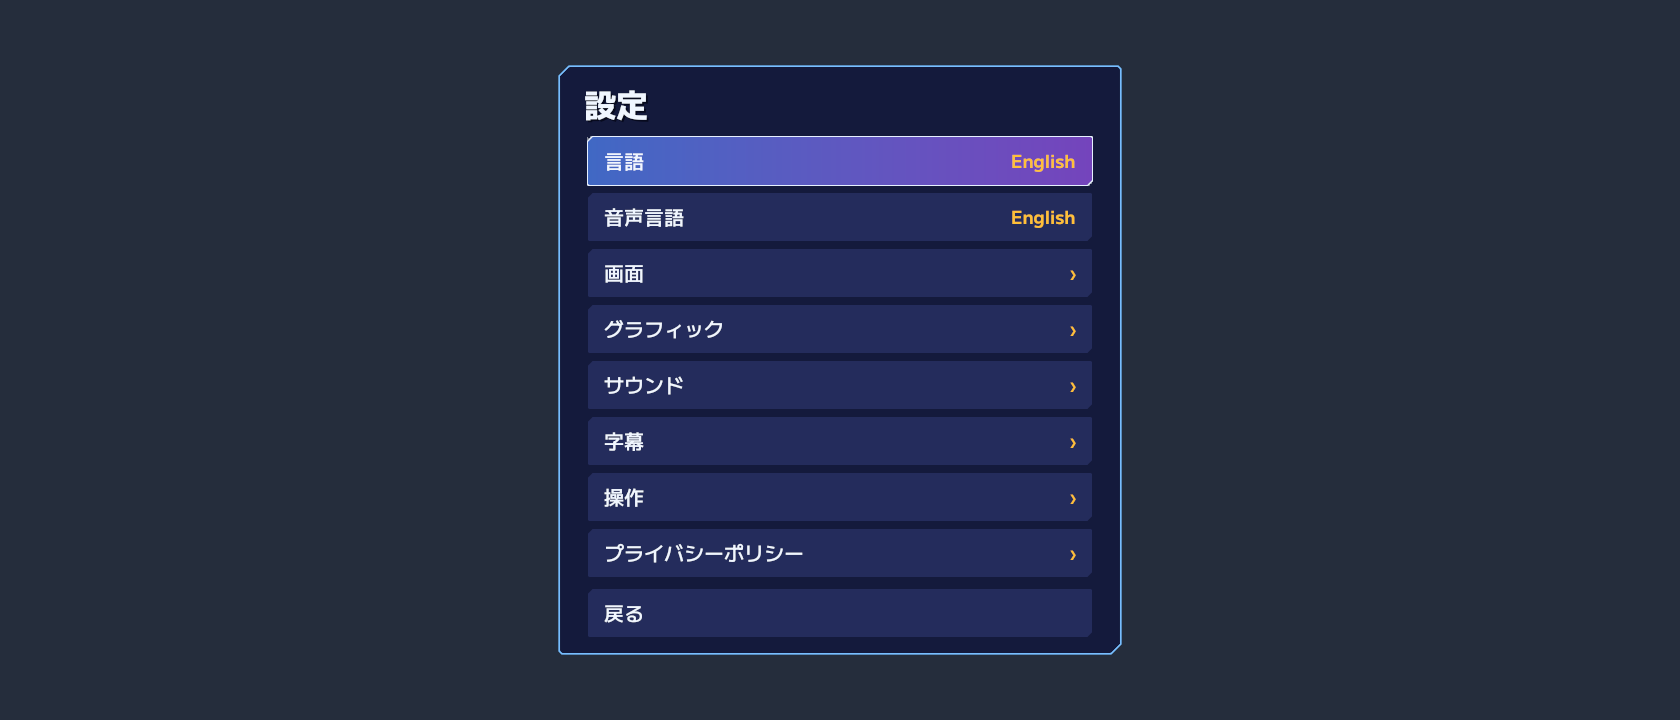 設定
言語 English
音声言語 English
画面 ›
グラフィック ›
サウンド ›
字幕 ›
操作 ›
プライバシーポリシー ›
戻る